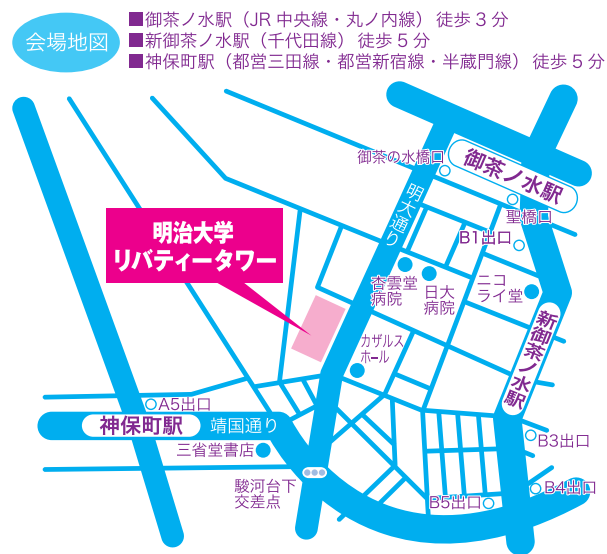 会場地図
■御茶ノ水駅（JR中央線・丸ノ内線）徒歩3分
■新御茶ノ水駅（千代田線）徒歩5分
■神保町駅（都営三田線・都営新宿線・半蔵門線）徒歩5分
御茶の水橋口
御茶ノ水駅
明大通り
聖橋口
B1出口
明治大学
リバティータワー
杏雲堂
病院
日大
病院
ニコ
ライ堂
新御茶ノ水駅
カザルス
ホール
A5出口
神保町駅
靖国通り
三省堂書店
B3出口
駿河台下
交差点
B4出口
B5出口